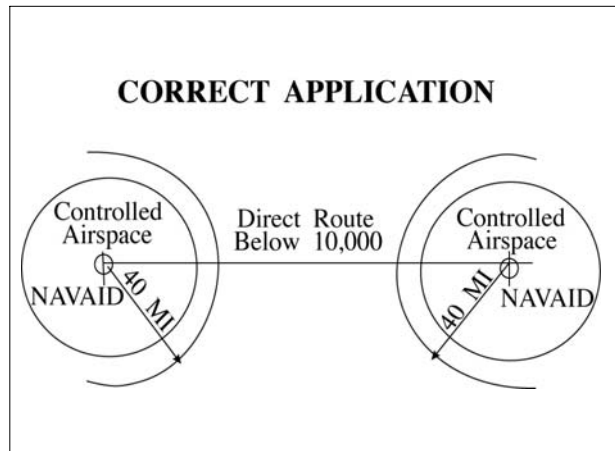 CORRECT APPLICATION
Controlled
Airspace
NAVAID
40 MI
Direct Route
Below 10,000
Controlled
Airspace
NAVAID
40 MI